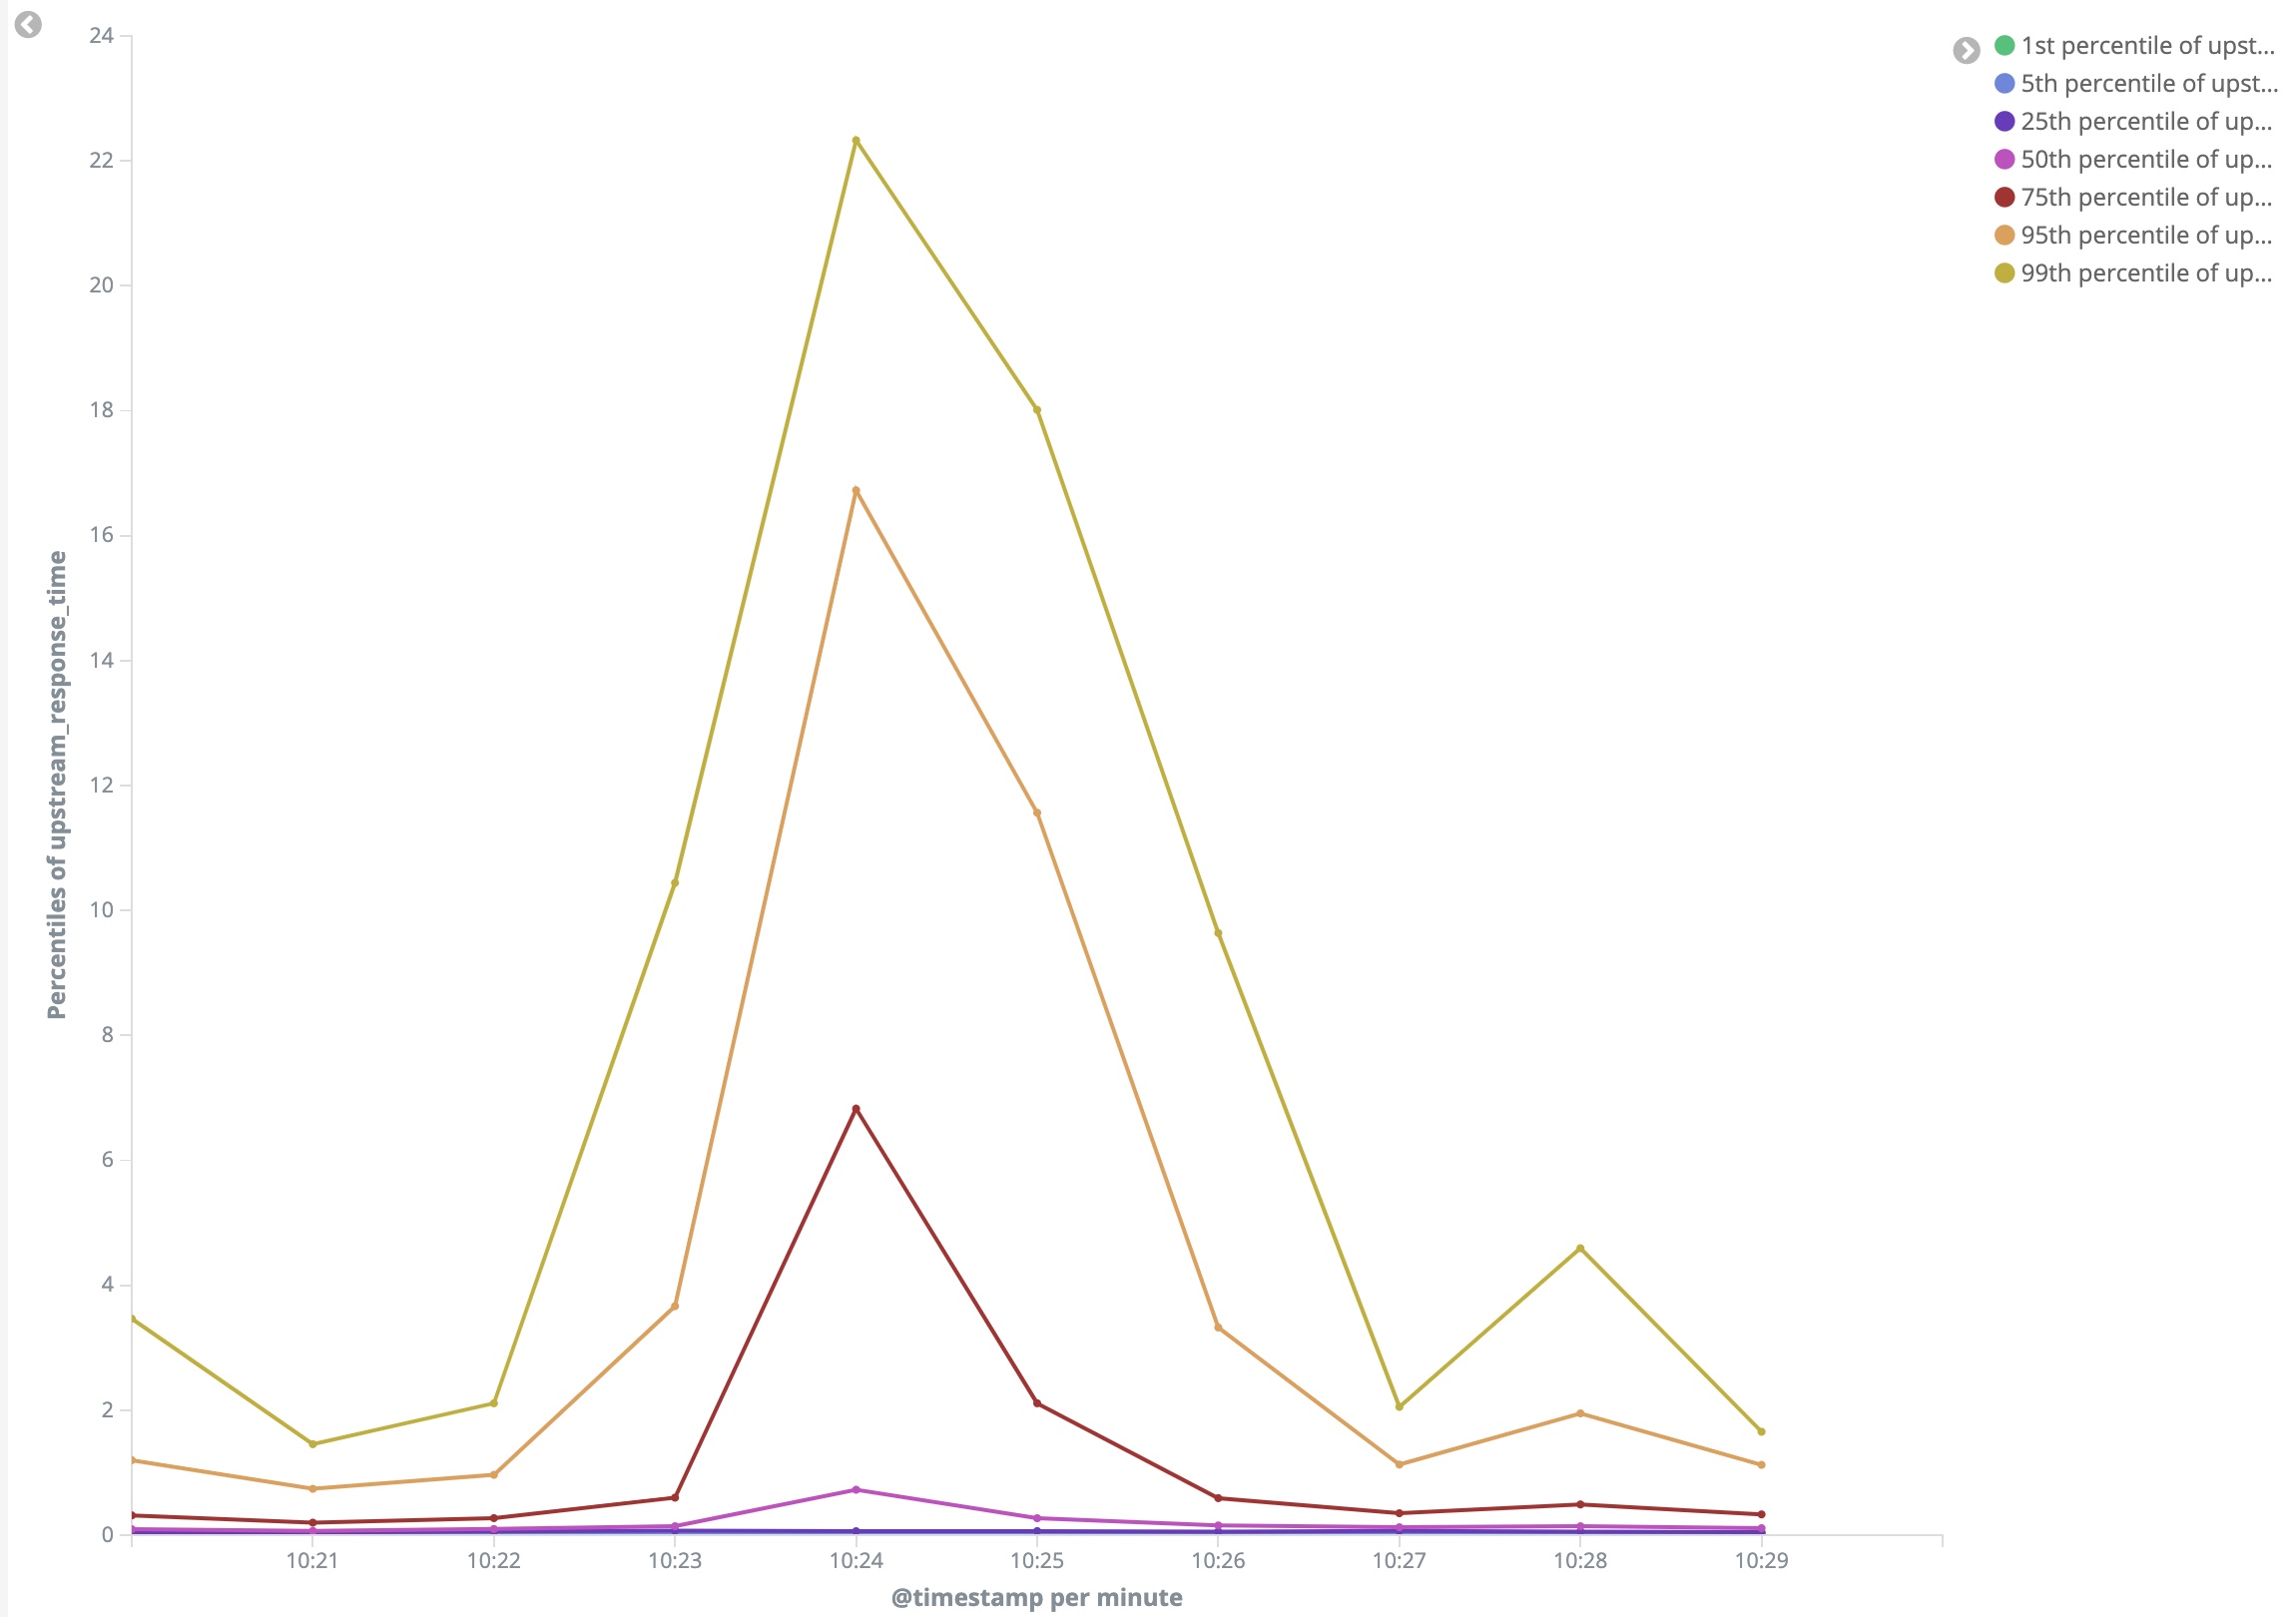 24
22
20
18
16
14
12
10
8
6
4
2
0
Percentiles of upstream_response_time
10:21 10:22 10:23 10:24 10:25 10:26 10:27 10:28 10:29
@timestamp per minute
1st percentile of upst...
5th percentile of upst...
25th percentile of up...
50th percentile of up...
75th percentile of up...
95th percentile of up...
99th percentile of up...